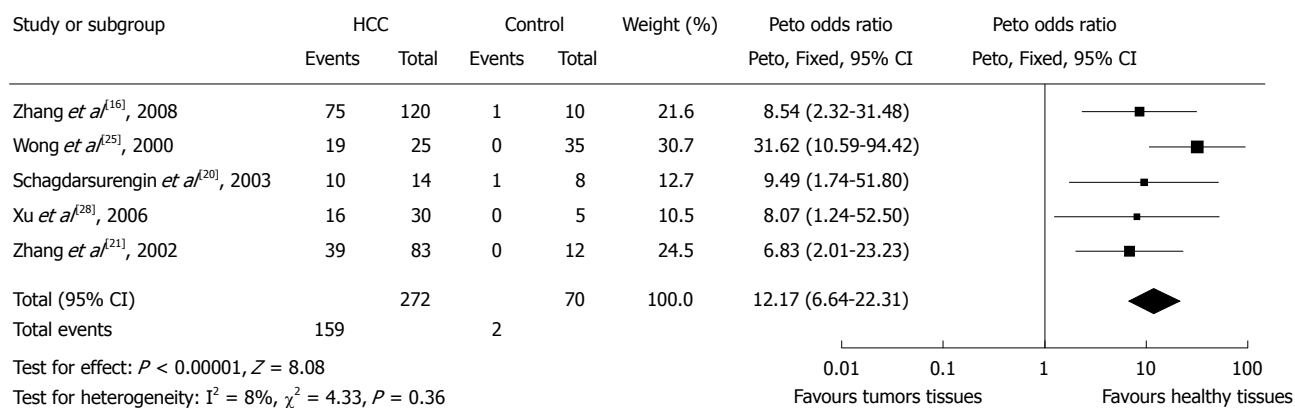 Study or subgroup HCC Control Weight (%) Peto odds ratio Peto odds ratio
Events Total Events Total Peto, Fixed, 95% CI Peto, Fixed, 95% CI
Zhang et al[16], 2008 75 120 1 10 21.6 8.54 (2.32-31.48)
Wong et al[25], 2000 19 25 0 35 30.7 31.62 (10.59-94.42)
Schagdarsurengin et al[20], 2003 10 14 1 8 12.7 9.49 (1.74-51.80)
Xu et al[28], 2006 16 30 0 5 10.5 8.07 (1.24-52.50)
Zhang et al[21], 2002 39 83 0 12 24.5 6.83 (2.01-23.23)
Total (95% CI) 272 70 100.0 12.17 (6.64-22.31)
Total events 159 2
Test for effect: P < 0.00001, Z = 8.08
Test for heterogeneity: I² = 8%, χ² = 4.33, P = 0.36
0.01 0.1 1 10 100
Favours tumors tissues Favours healthy tissues